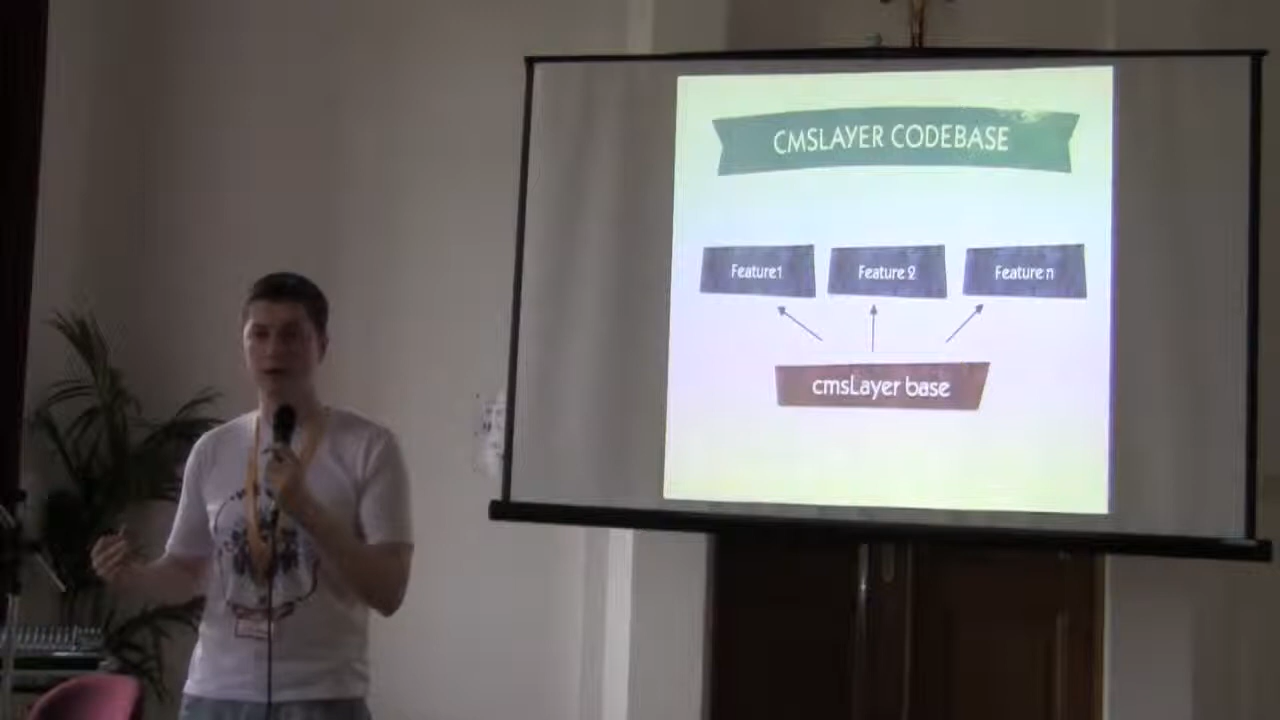 CMSLAYER CODEBASE
Feature1
Feature 2
Feature n
cmsLayer base